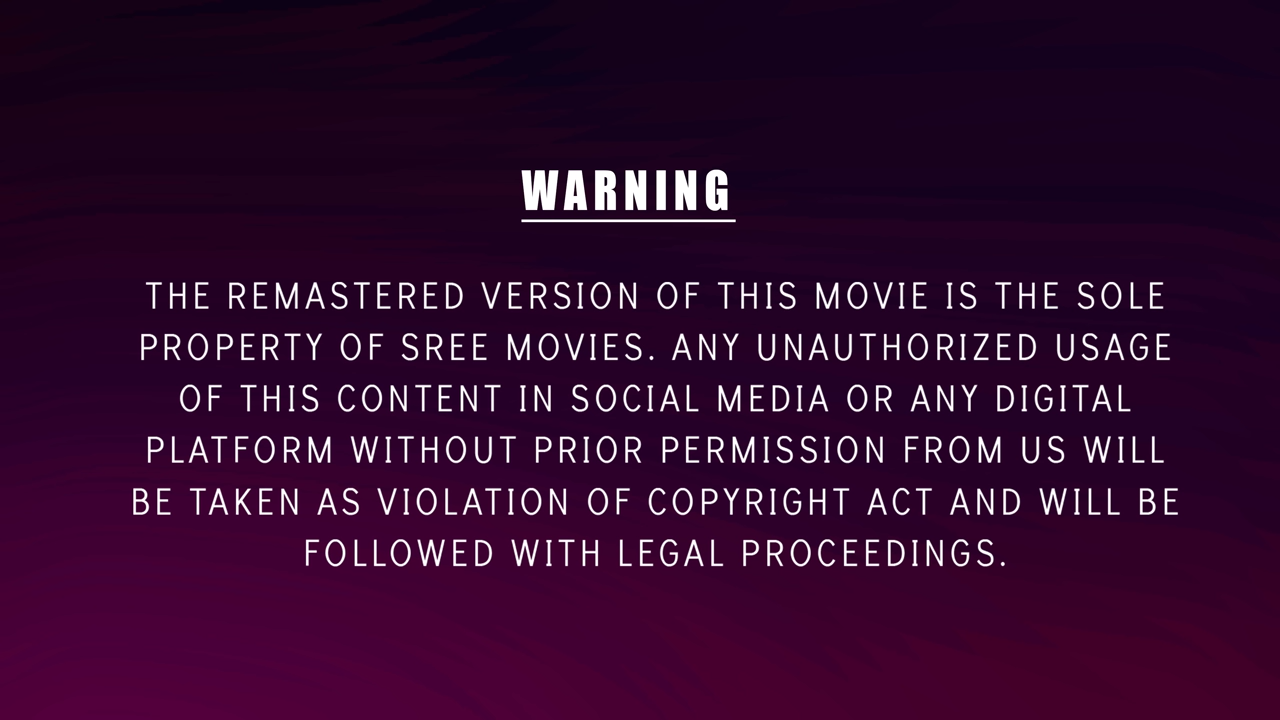 WARNING
THE REMASTERED VERSION OF THIS MOVIE IS THE SOLE
PROPERTY OF SREE MOVIES. ANY UNAUTHORIZED USAGE
OF THIS CONTENT IN SOCIAL MEDIA OR ANY DIGITAL
PLATFORM WITHOUT PRIOR PERMISSION FROM US WILL
BE TAKEN AS VIOLATION OF COPYRIGHT ACT AND WILL BE
FOLLOWED WITH LEGAL PROCEEDINGS.